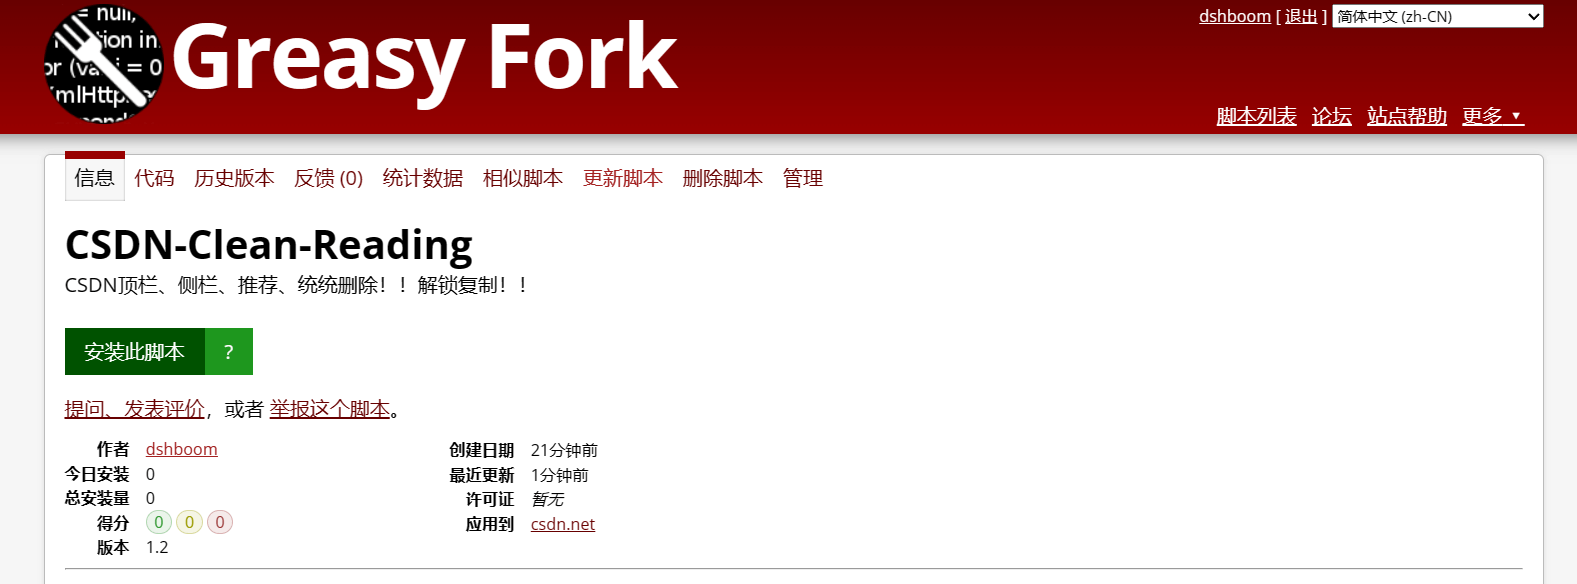 dshboom [ 退出 ] 简体中文 (zh-CN)
= null,
tion in
or (va i = 0
mlHttp
Greasy Fork
脚本列表 论坛 站点帮助 更多 ▼
信息 代码 历史版本 反馈 (0) 统计数据 相似脚本 更新脚本 删除脚本 管理
CSDN-Clean-Reading
CSDN顶栏、侧栏、推荐、统统删除！！解锁复制！！
安装此脚本 ?
提问、发表评价，或者 举报这个脚本。
作者 dshboom 创建日期 21分钟前
今日安装 0 最近更新 1分钟前
总安装量 0 许可证 暂无
得分 0 0 0 应用到 csdn.net
版本 1.2